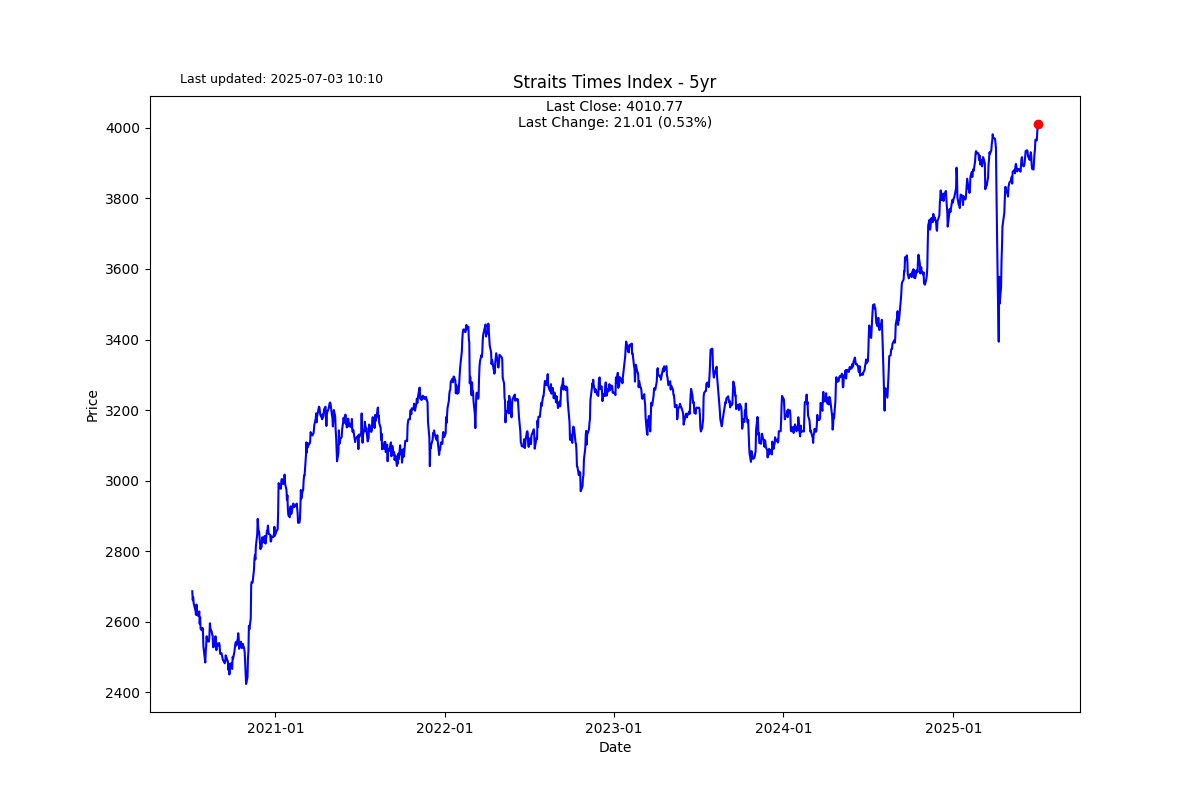 Last updated: 2025-07-03 10:10
Straits Times Index - 5yr
Last Close: 4010.77
Last Change: 21.01 (0.53%)
Price
4000
3800
3600
3400
3200
3000
2800
2600
2400
2021-01
2022-01
2023-01
2024-01
2025-01
Date